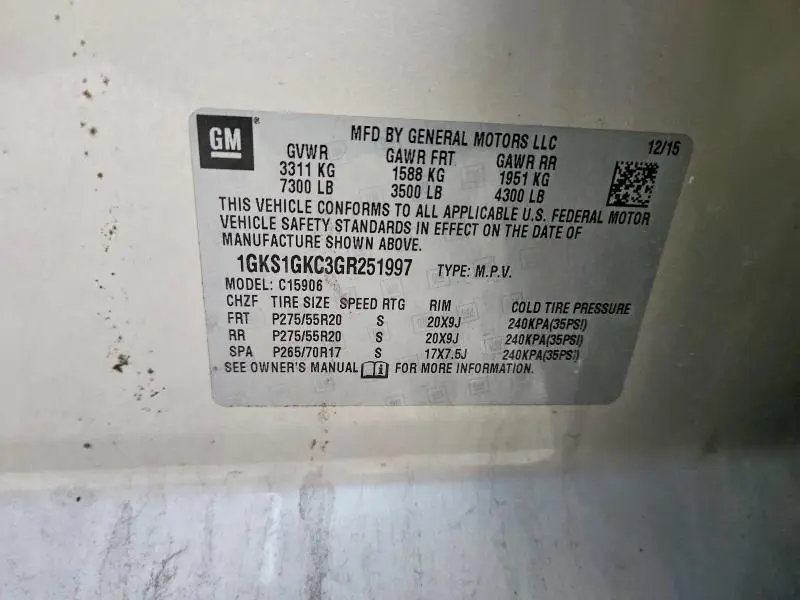 GM MFD BY GENERAL MOTORS LLC 12/15
GVWR GAWR FRT GAWR RR
3311 KG 1588 KG 1951 KG
7300 LB 3500 LB 4300 LB
THIS VEHICLE CONFORMS TO ALL APPLICABLE U.S. FEDERAL MOTOR
VEHICLE SAFETY STANDARDS IN EFFECT ON THE DATE OF
MANUFACTURE SHOWN ABOVE.
1GKS1GKC3GR251997 TYPE: M.P.V.
MODEL: C15906
CHZF TIRE SIZE SPEED RTG RIM COLD TIRE PRESSURE
FRT P275/55R20 S 20X9J 240KPA(35PSI)
RR P275/55R20 S 20X9J 240KPA(35PSI)
SPA P265/70R17 S 17X7.5J 240KPA(35PSI)
SEE OWNER'S MANUAL FOR MORE INFORMATION.